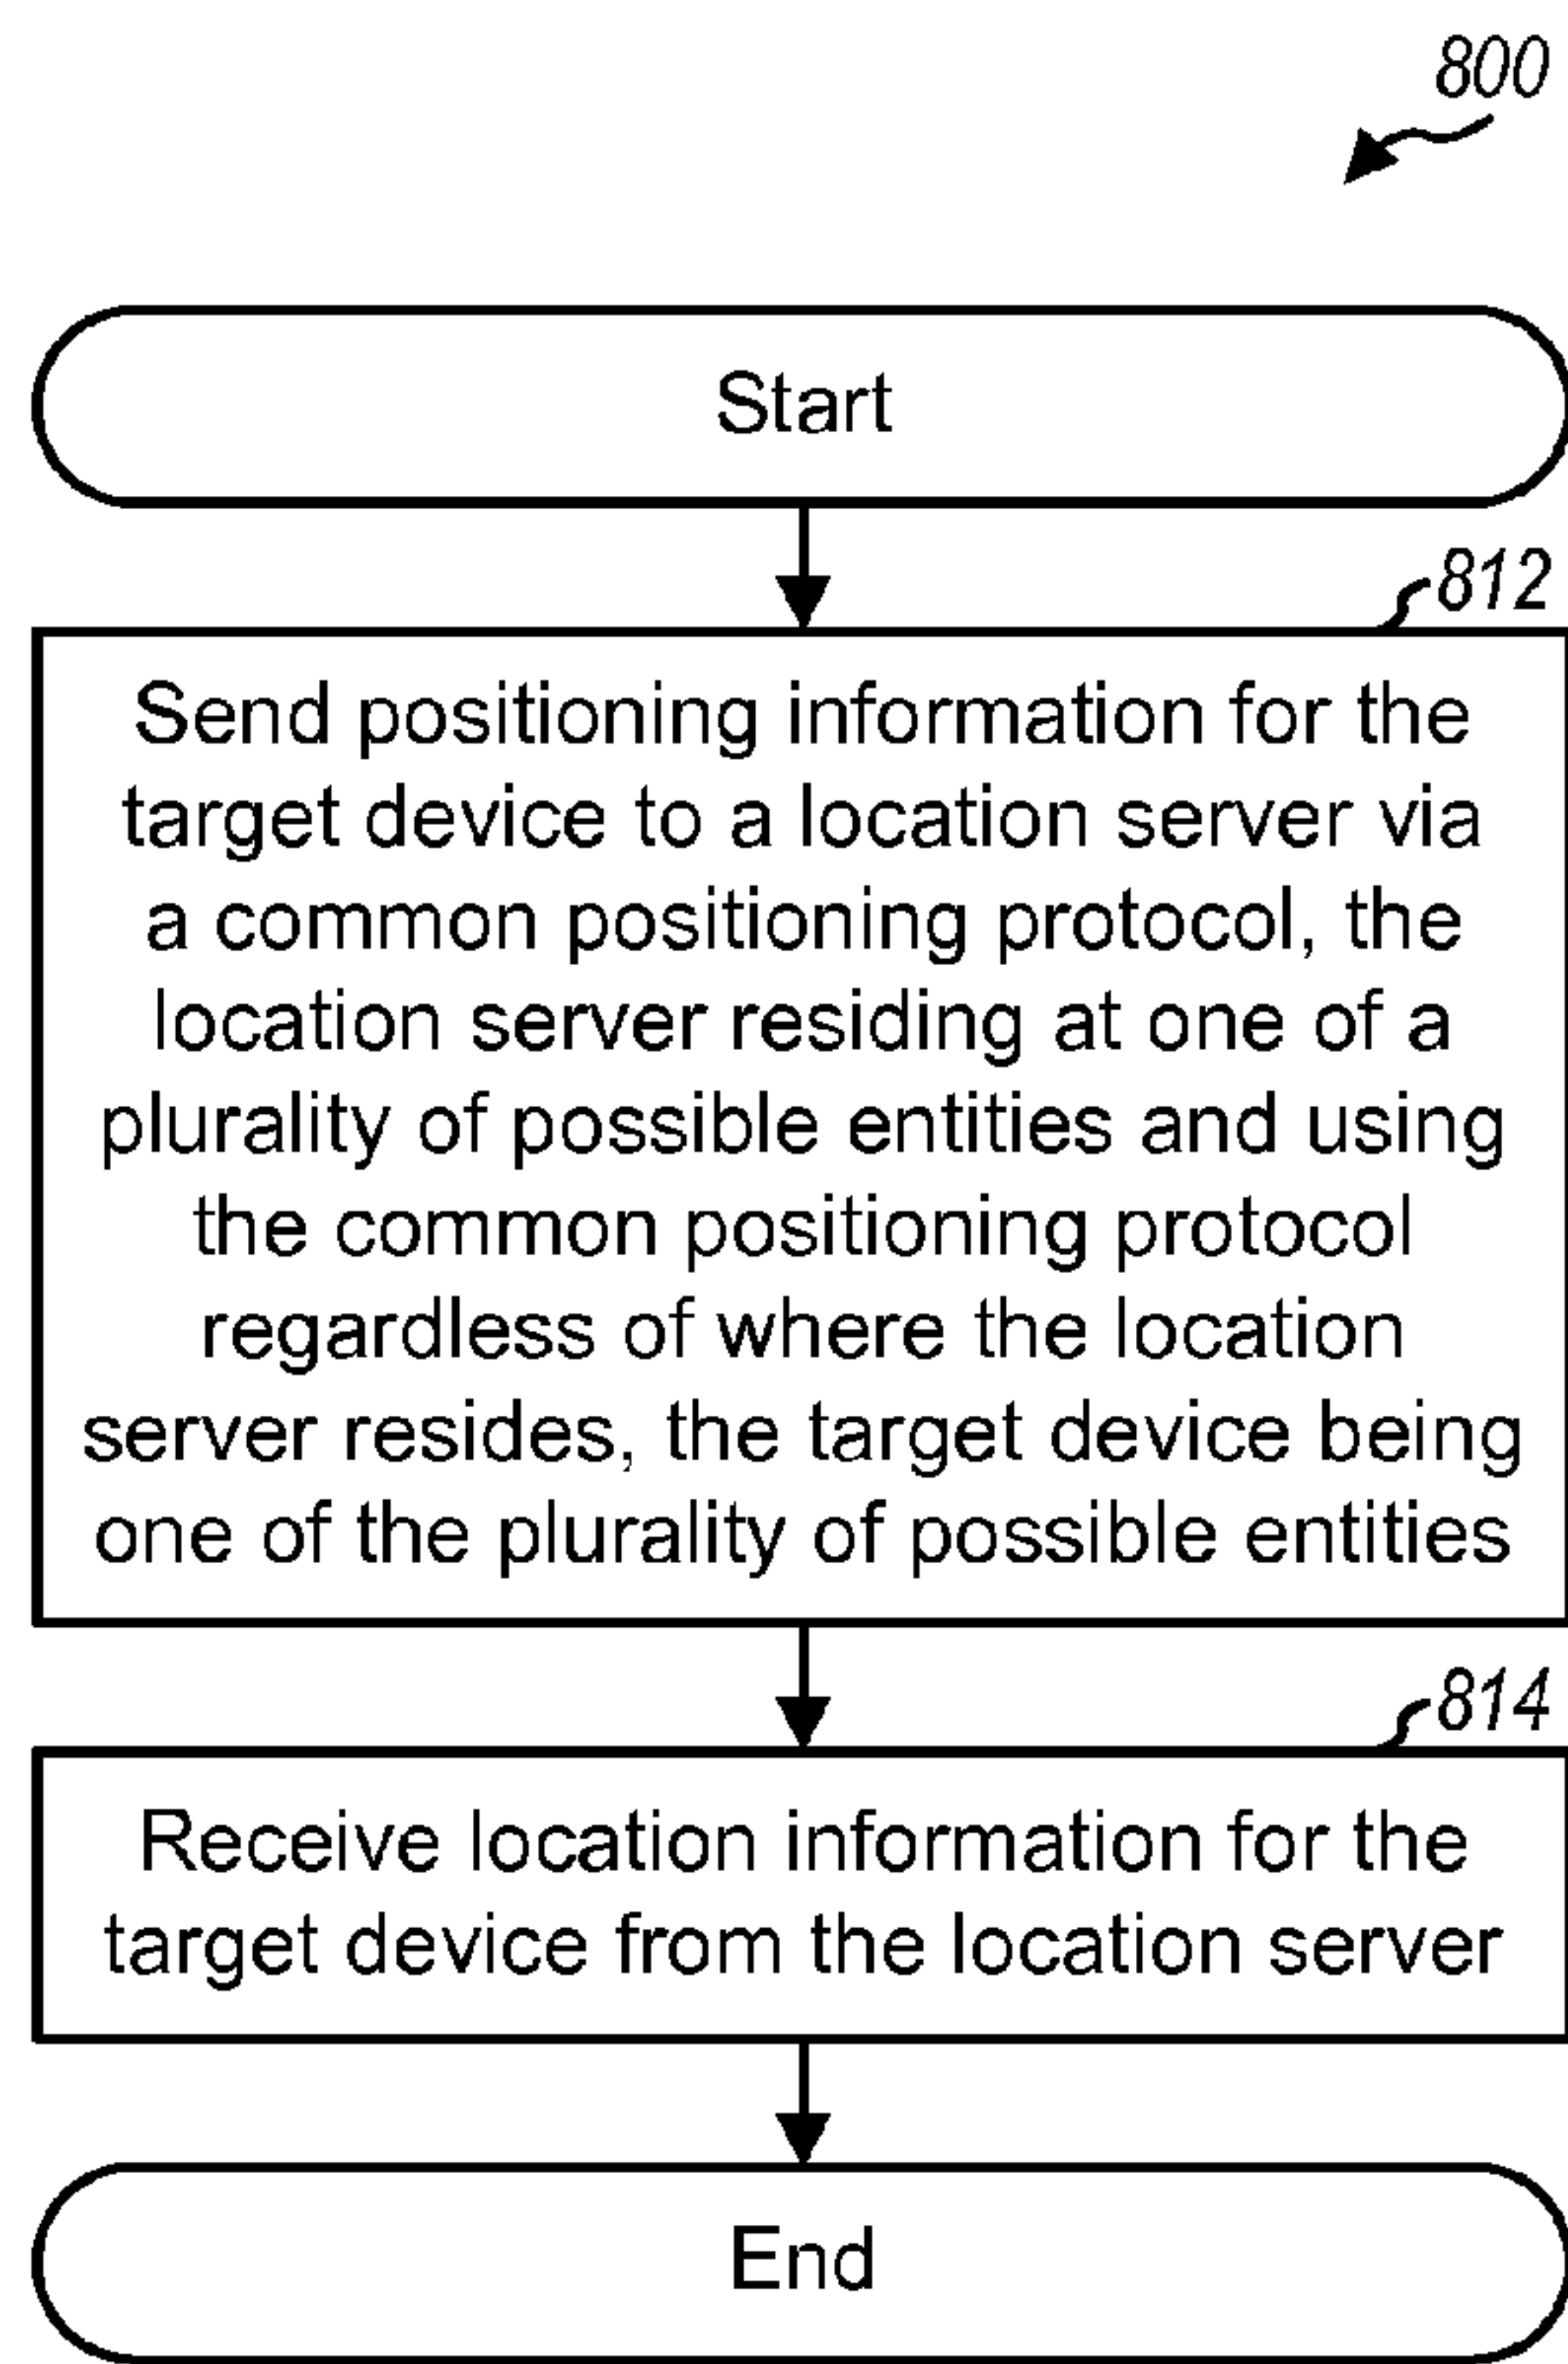 800
Start
812
Send positioning information for the
target device to a location server via
a common positioning protocol, the
location server residing at one of a
plurality of possible entities and using
the common positioning protocol
regardless of where the location
server resides, the target device being
one of the plurality of possible entities
814
Receive location information for the
target device from the location server
End